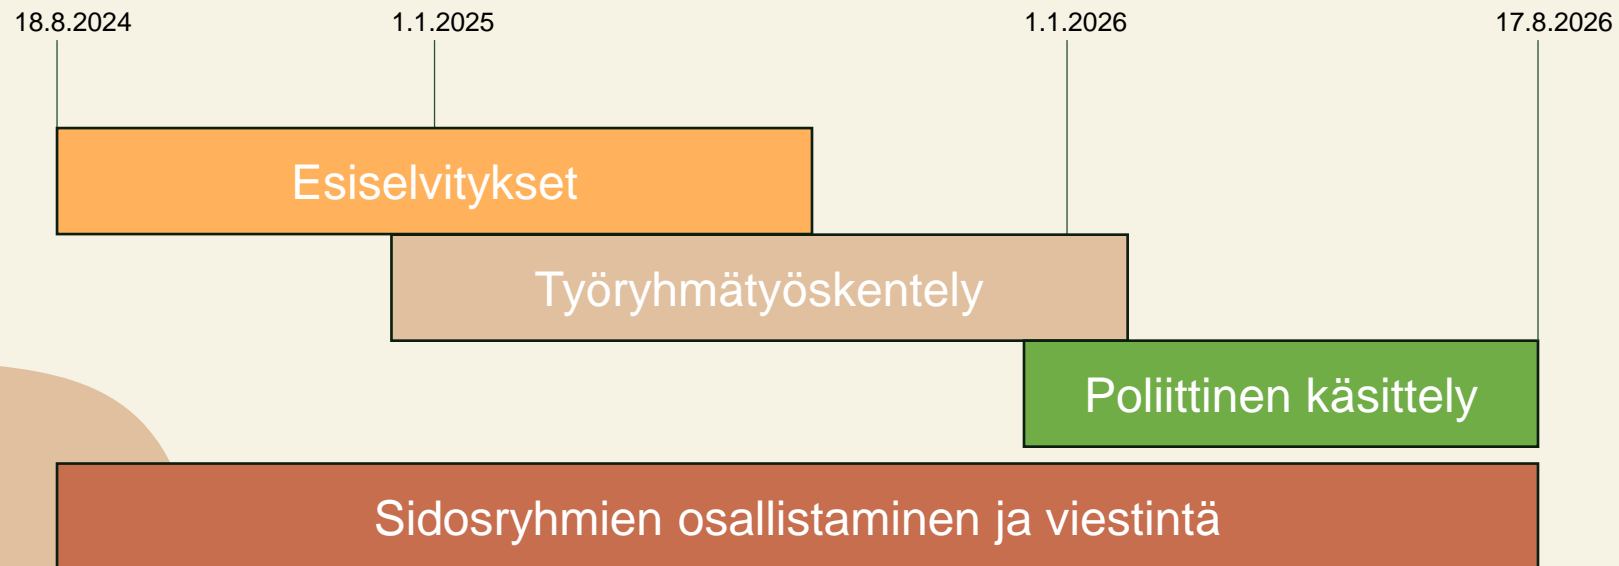 18.8.2024
1.1.2025
1.1.2026
17.8.2026
Esiselvitykset
Työryhmätyöskentely
Poliittinen käsittely
Sidosryhmien osallistaminen ja viestintä